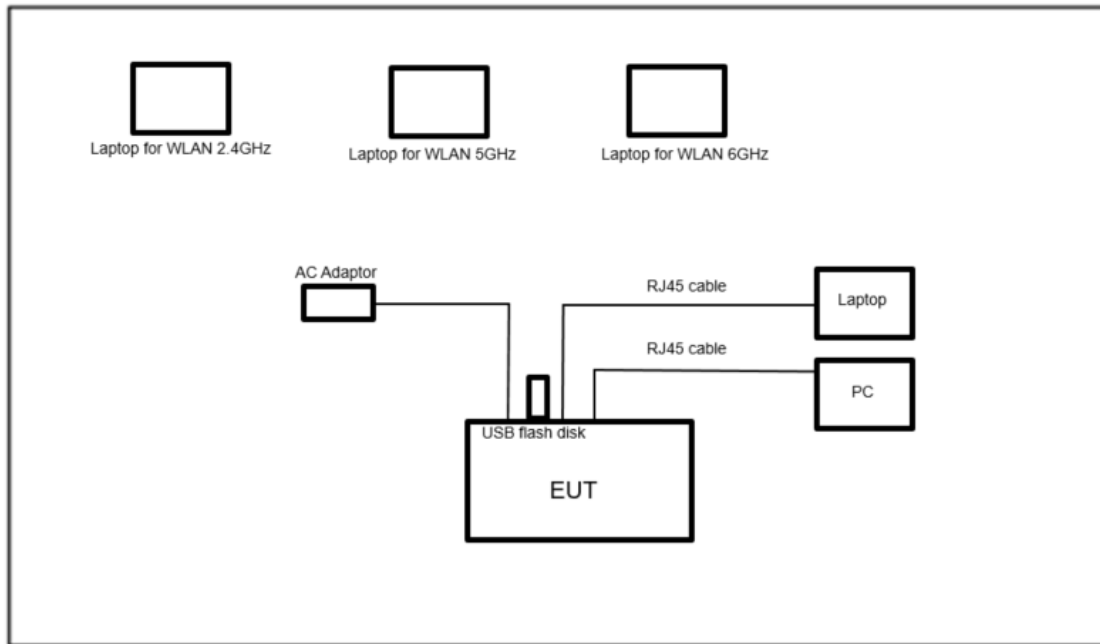 Laptop for WLAN 2.4GHz
Laptop for WLAN 5GHz
Laptop for WLAN 6GHz
AC Adaptor
RJ45 cable
Laptop
RJ45 cable
PC
USB flash disk
EUT